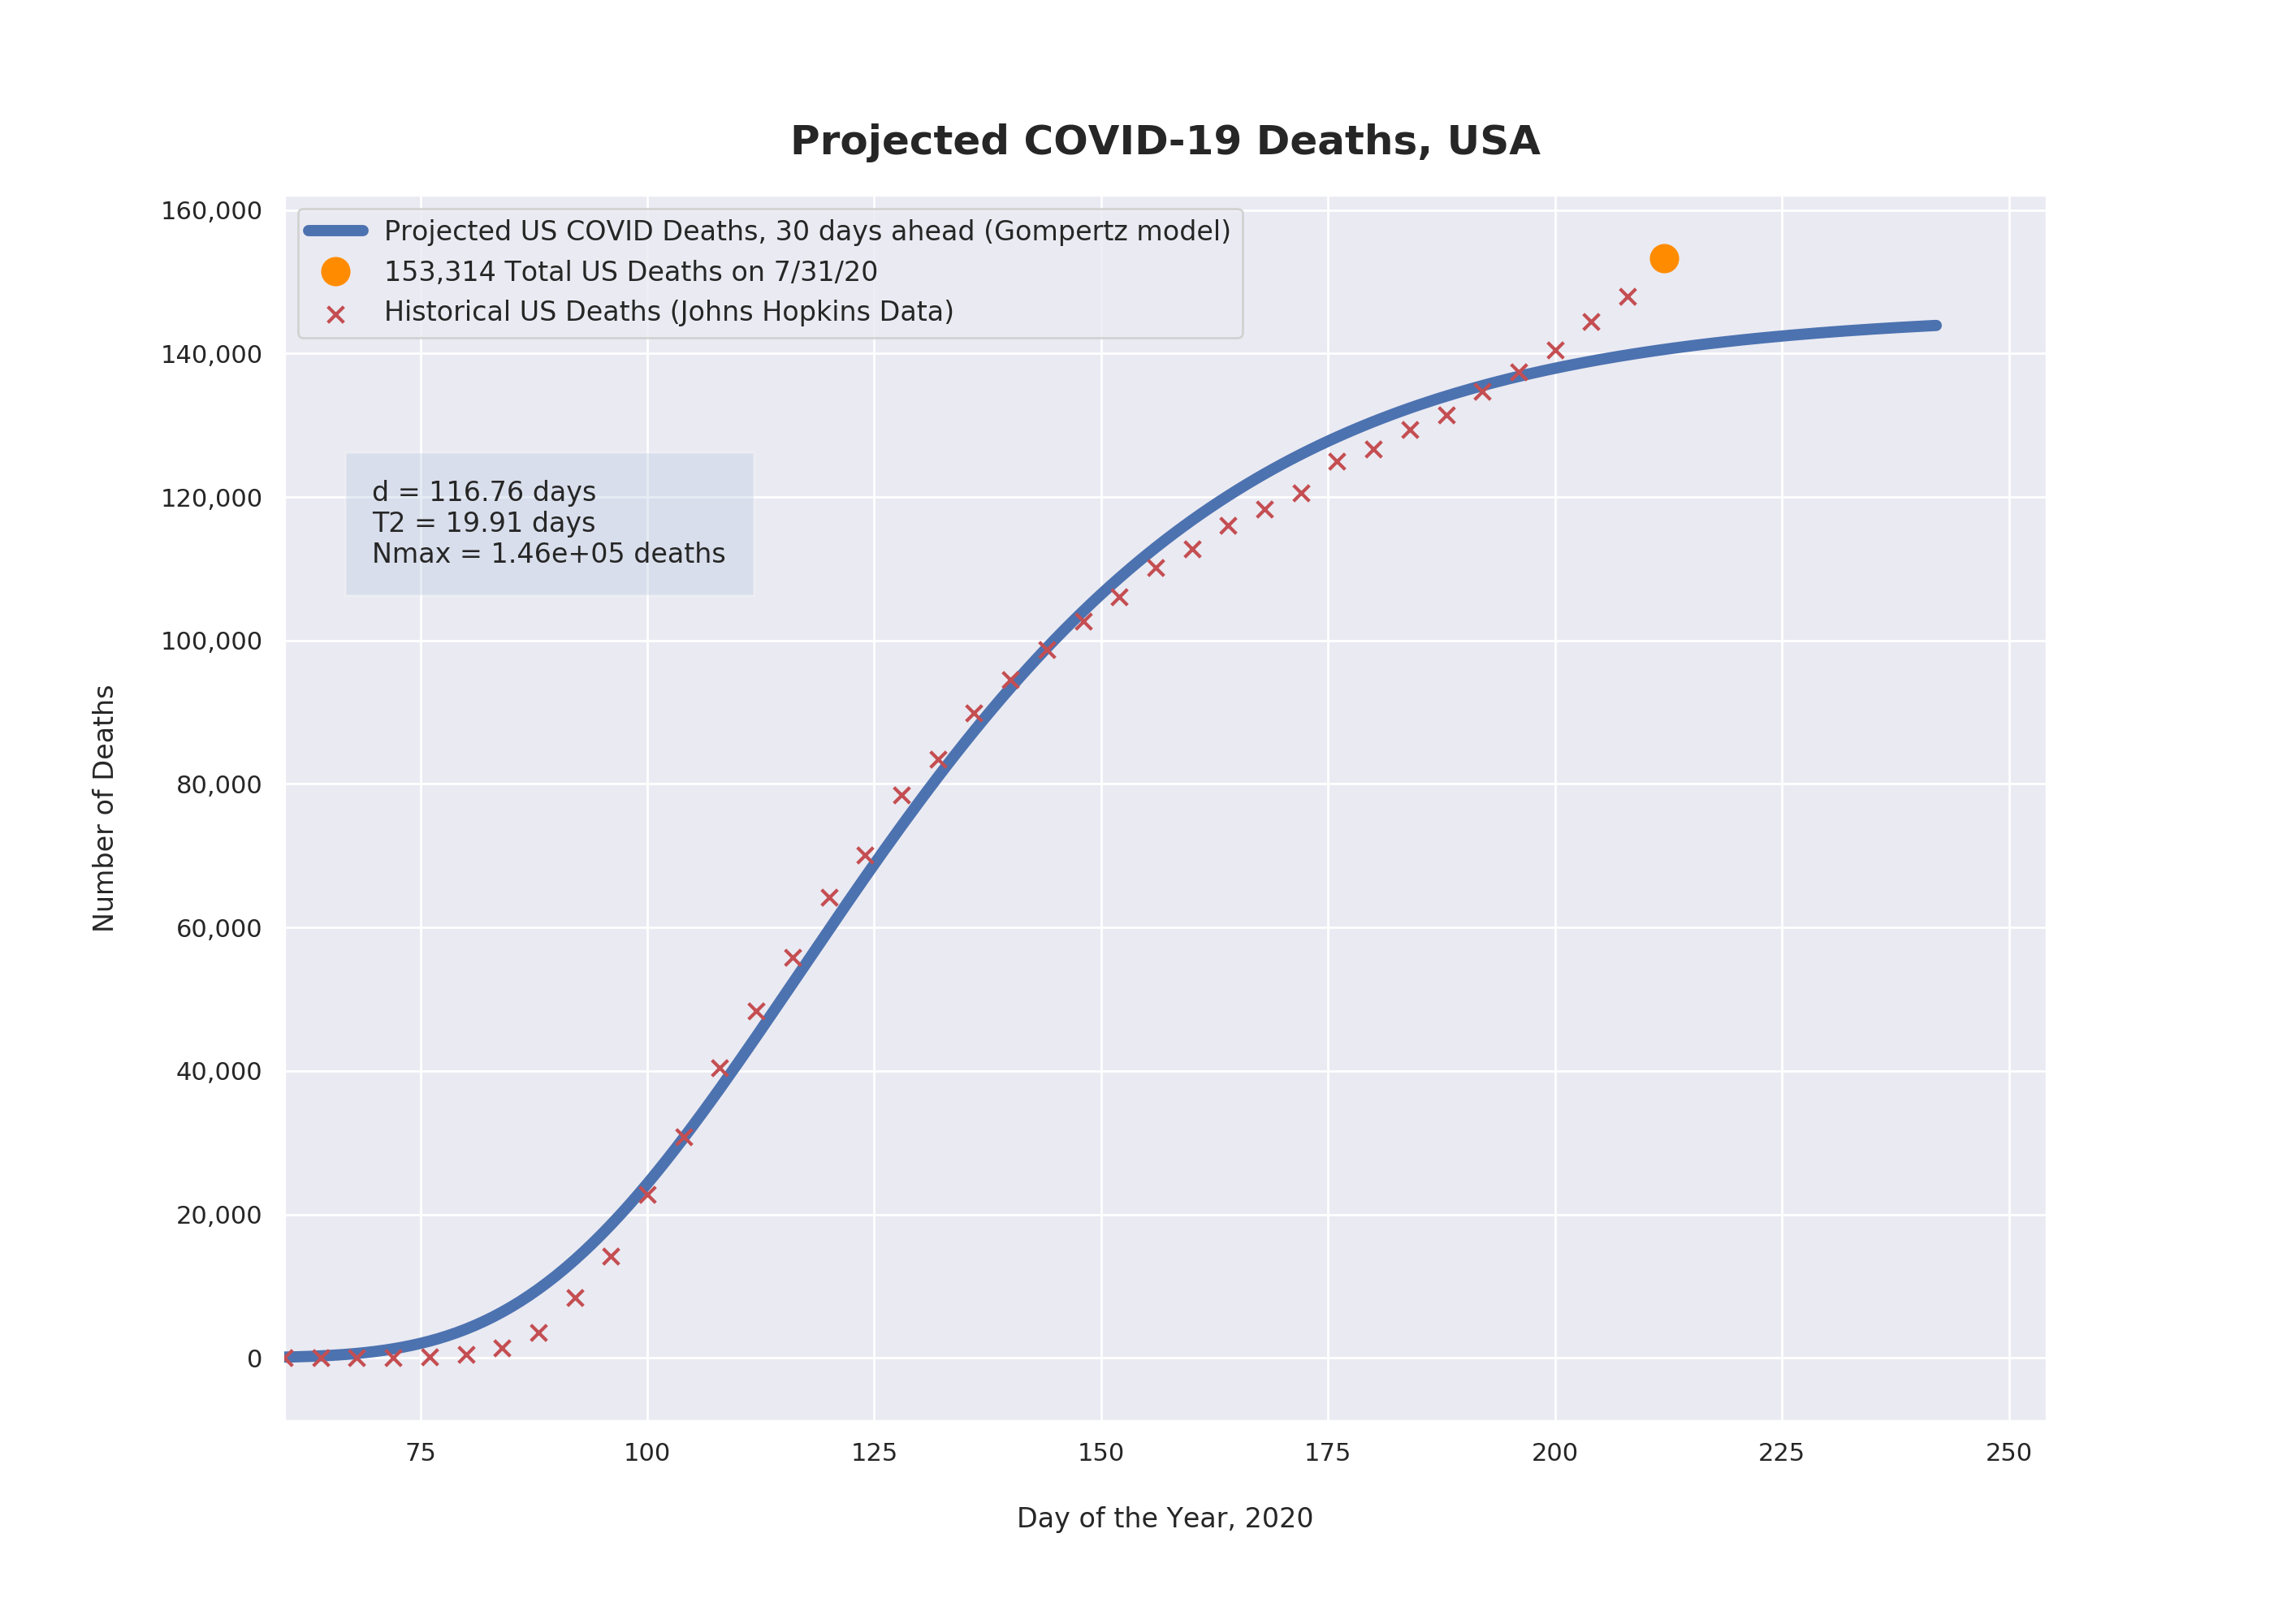 Projected COVID-19 Deaths, USA
160,000
140,000
120,000
100,000
80,000
60,000
40,000
20,000
0
Number of Deaths
Projected US COVID Deaths, 30 days ahead (Gompertz model)
153,314 Total US Deaths on 7/31/20
Historical US Deaths (Johns Hopkins Data)
d = 116.76 days
T2 = 19.91 days
Nmax = 1.46e+05 deaths
75 100 125 150 175 200 225 250
Day of the Year, 2020